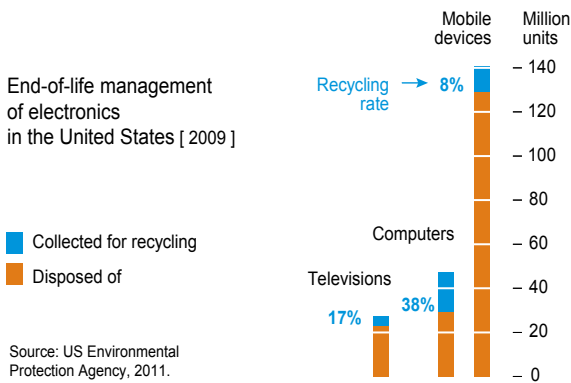 End-of-life management
of electronics
in the United States [ 2009 ]
Collected for recycling
Disposed of
Source: US Environmental
Protection Agency, 2011.
Mobile
devices
Million
units
Recycling
rate
8%
Computers
38%
Televisions
17%
140
120
100
80
60
40
20
0